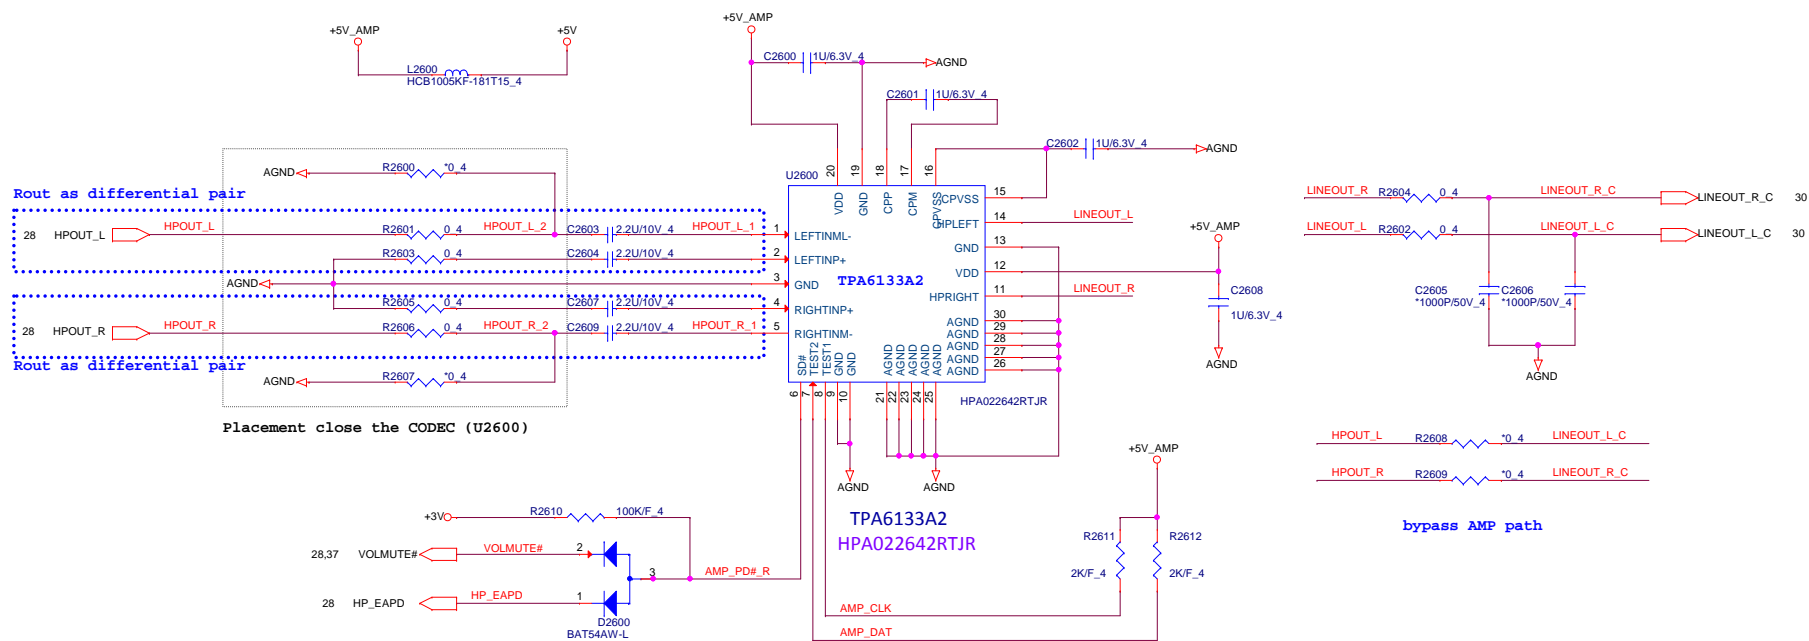 +5V_AMP
+5V
L2600
HCB1005KF-181T15_4
+5V_AMP
C2600 1U/6.3V_4
AGND
C2601 1U/6.3V_4
C2602 1U/6.3V_4
AGND
AGND
R2600 *0_4
Rout as differential pair
28 HPOUT_L HPOUT_L R2601 0_4 HPOUT_L_2 C2603 2.2U/10V_4 HPOUT_L_1
R2603 0_4 C2604 2.2U/10V_4
AGND
R2605 0_4 C2607 2.2U/10V_4
28 HPOUT_R HPOUT_R R2606 0_4 HPOUT_R_2 C2609 2.2U/10V_4 HPOUT_R_1
Rout as differential pair
AGND
R2607 *0_4
Placement close the CODEC (U2600)
U2600
20 19 18 17 16
VDD GND CPP CPM CPVSS
1 LEFTINML-
2 LEFTINP+
3 GND
4 RIGHTINP+
5 RIGHTINM-
TPA6133A2
CPVSS 15
HPLEFT 14 LINEOUT_L
GND 13
VDD 12
HPRIGHT 11 LINEOUT_R
AGND 30
AGND 29
AGND 28
AGND 27
AGND 26
SD# TEST2 TEST1 GND GND
6 7 8 9 10
AGND AGND AGND AGND AGND
21 22 23 24 25
HPA022642RTJR
AGND
AGND
TPA6133A2
HPA022642RTJR
+5V_AMP
C2608
1U/6.3V_4
AGND
LINEOUT_R R2604 0_4 LINEOUT_R_C LINEOUT_R_C 30
LINEOUT_L R2602 0_4 LINEOUT_L_C LINEOUT_L_C 30
C2605
*1000P/50V_4
C2606
*1000P/50V_4
AGND
HPOUT_L R2608 *0_4 LINEOUT_L_C
HPOUT_R R2609 *0_4 LINEOUT_R_C
bypass AMP path
+5V_AMP
R2611
2K/F_4
R2612
2K/F_4
+3V R2610 100K/F_4
28,37 VOLMUTE# VOLMUTE# 2
3 AMP_PD#_R
28 HP_EAPD HP_EAPD 1
D2600
BAT54AW-L
AMP_CLK
AMP_DAT